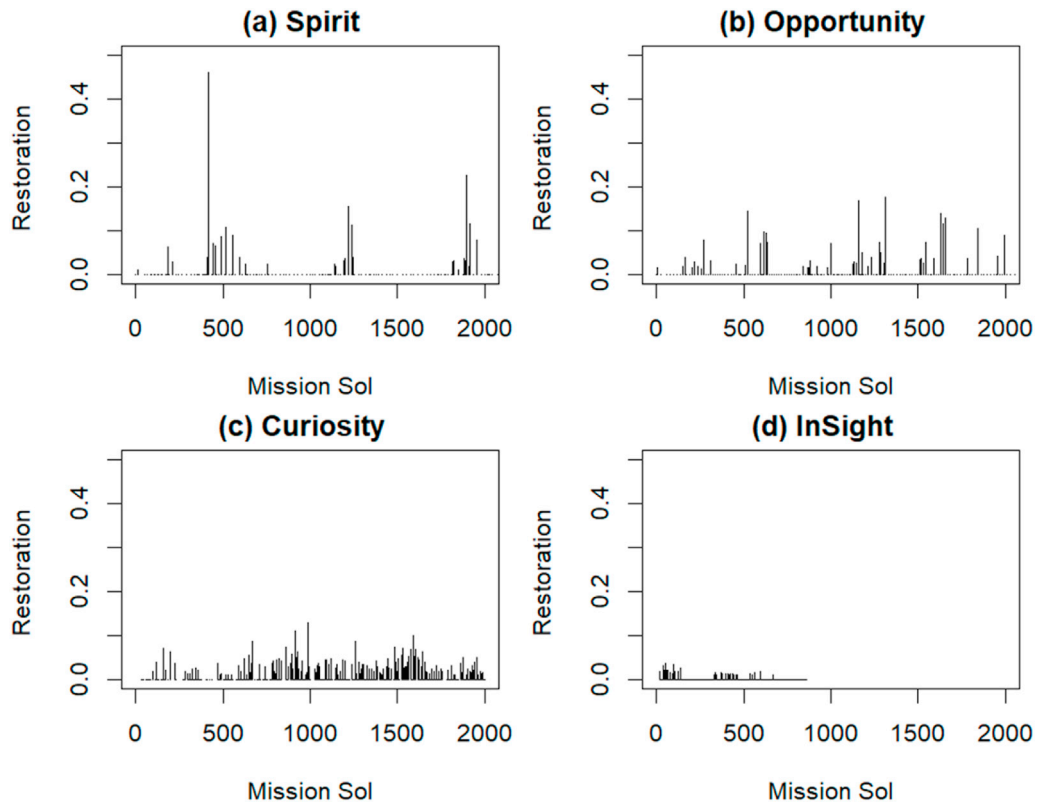 (a) Spirit
Restoration
0.0 0.2 0.4
0 500 1000 1500 2000
Mission Sol
(b) Opportunity
Restoration
0.0 0.2 0.4
0 500 1000 1500 2000
Mission Sol
(c) Curiosity
Restoration
0.0 0.2 0.4
0 500 1000 1500 2000
Mission Sol
(d) InSight
Restoration
0.0 0.2 0.4
0 500 1000 1500 2000
Mission Sol